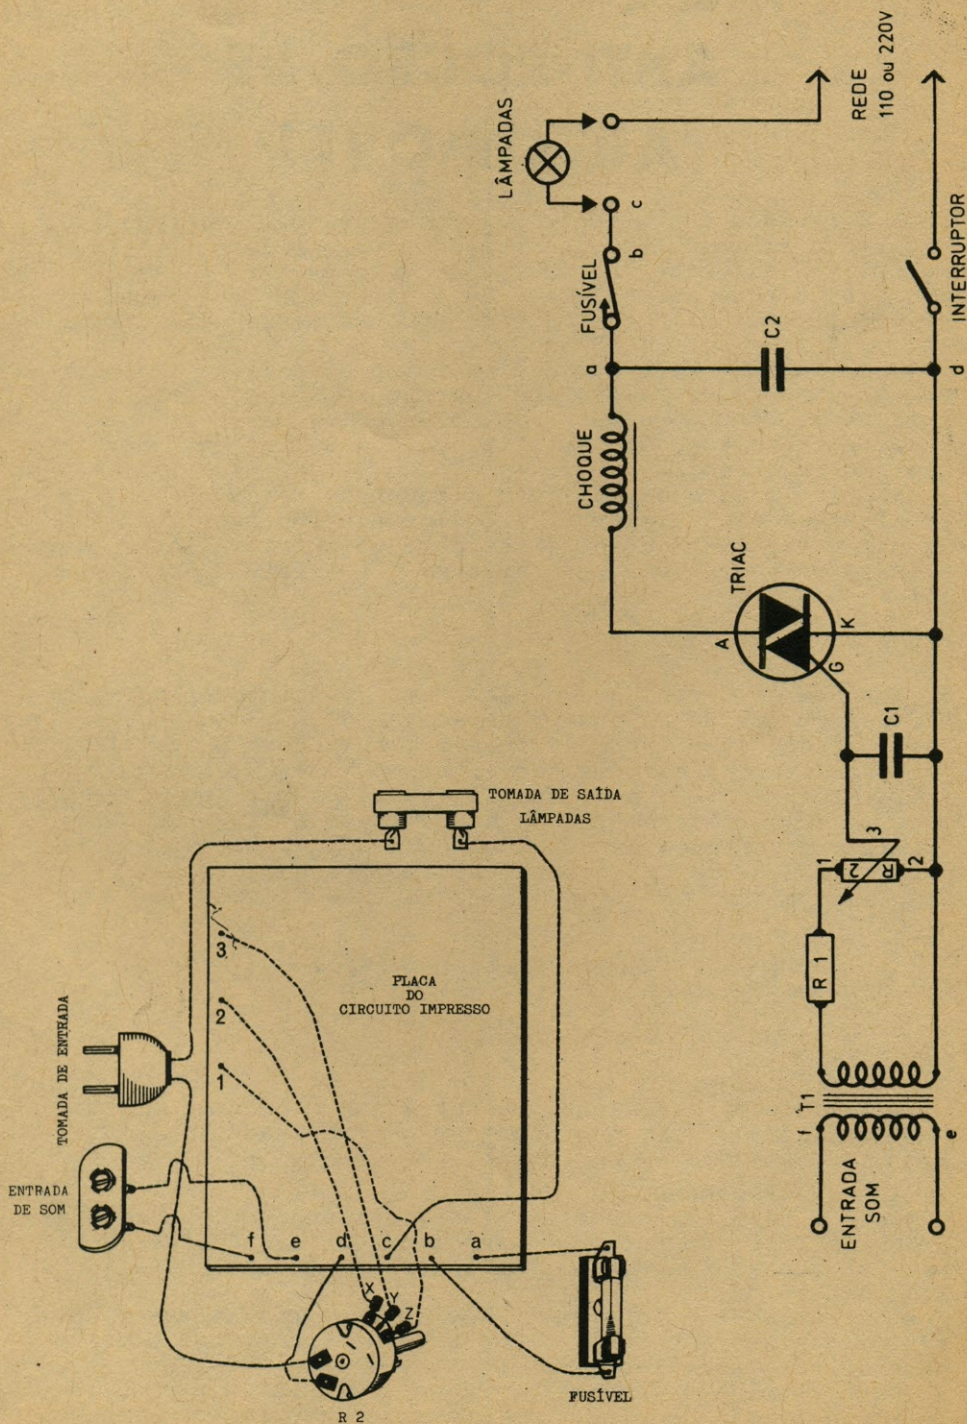 LÂMPADAS
REDE
110 ou 220V
c
b
FUSÍVEL
a
C2
INTERRUPTOR
d
CHOQUE
TRIAC
A
K
G
C1
3
1
R 2
2
R 1
T1
f
e
ENTRADA
SOM
TOMADA DE SAÍDA
LÂMPADAS
3
2
1
PLACA
DO
CIRCUITO IMPRESSO
TOMADA DE ENTRADA
ENTRADA
DE SOM
f
e
d
c
b
a
X
Y
Z
R 2
FUSÍVEL